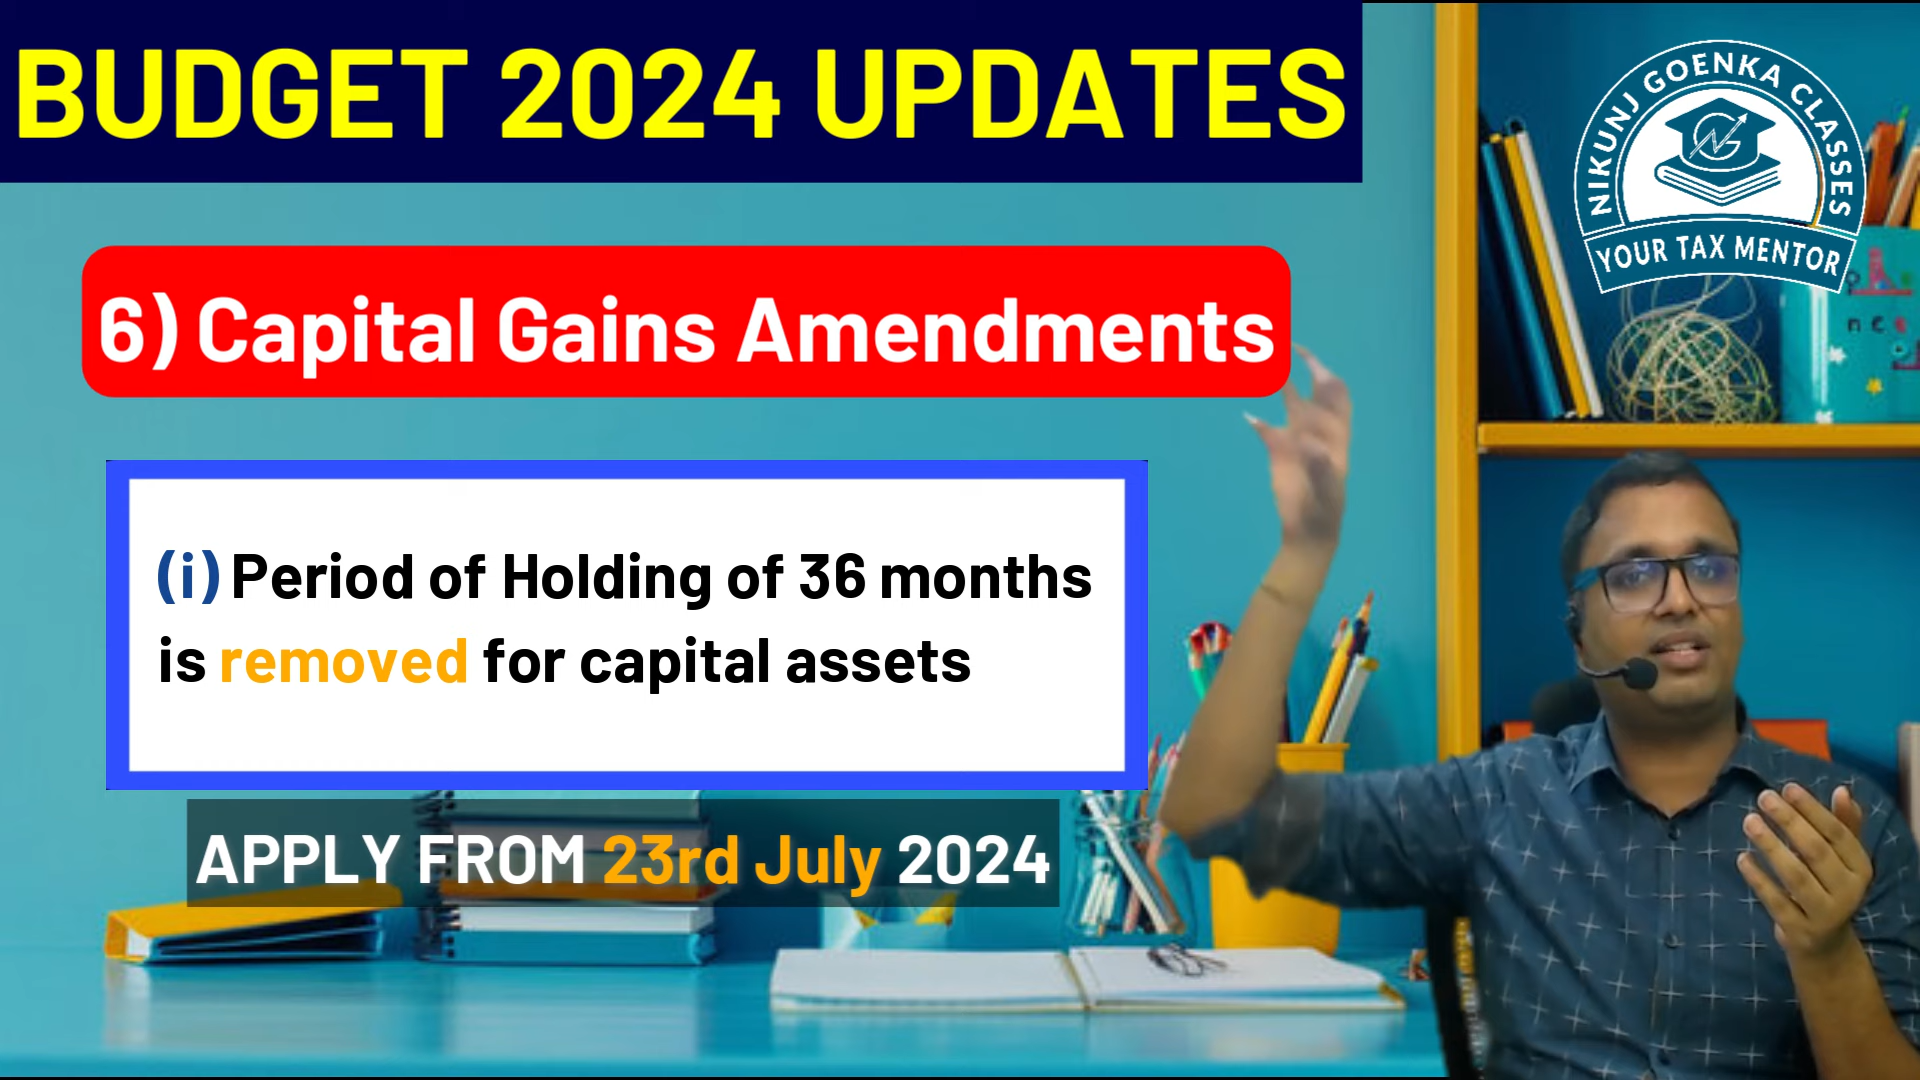 BUDGET 2024 UPDATES
NIKUNJ GOENKA CLASSES
YOUR TAX MENTOR
6) Capital Gains Amendments
(i) Period of Holding of 36 months
is removed for capital assets
APPLY FROM 23rd July 2024